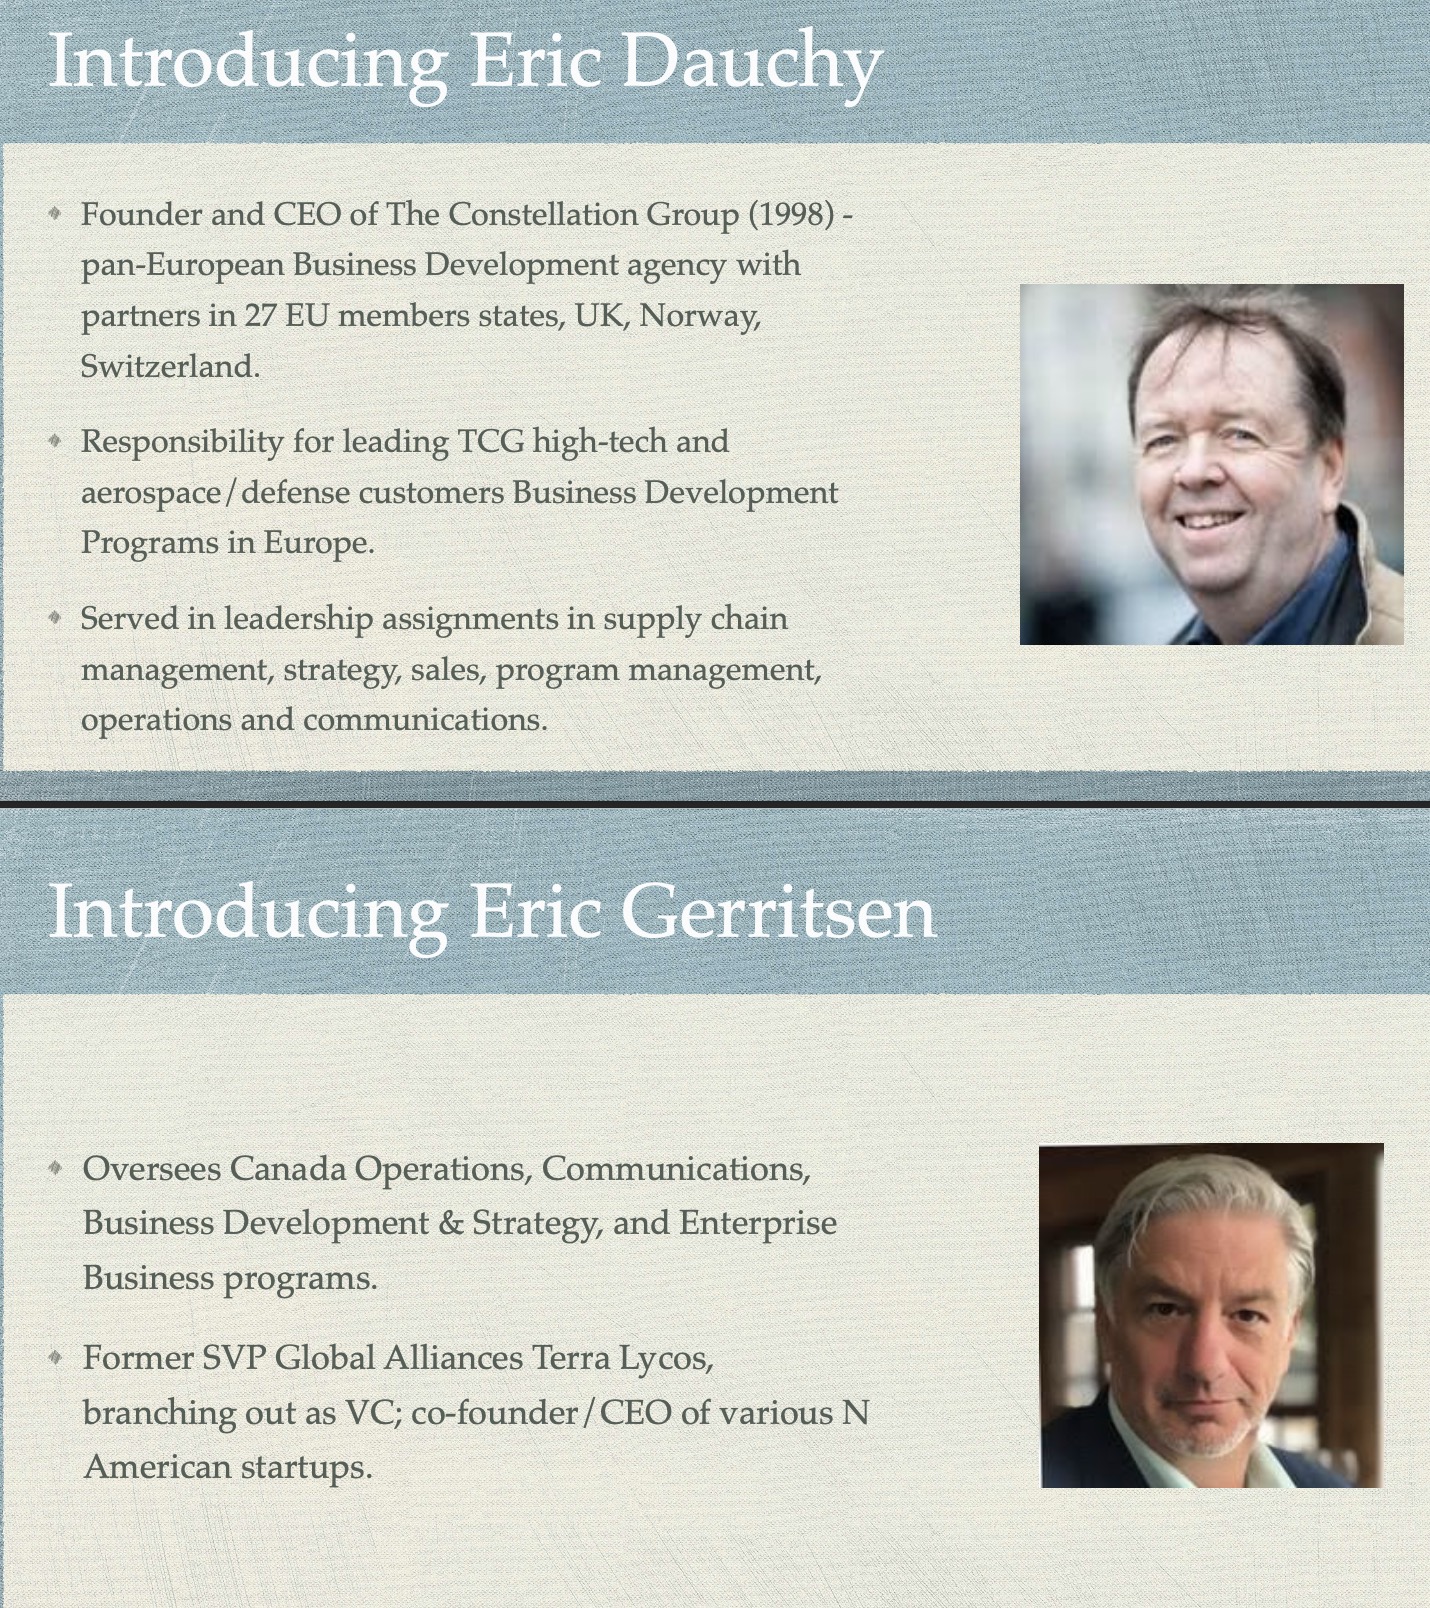 Introducing Eric Dauchy
Founder and CEO of The Constellation Group (1998) -
pan-European Business Development agency with
partners in 27 EU members states, UK, Norway,
Switzerland.
Responsibility for leading TCG high-tech and
aerospace/defense customers Business Development
Programs in Europe.
Served in leadership assignments in supply chain
management, strategy, sales, program management,
operations and communications.
Introducing Eric Gerritsen
Oversees Canada Operations, Communications,
Business Development & Strategy, and Enterprise
Business programs.
Former SVP Global Alliances Terra Lycos,
branching out as VC; co-founder/CEO of various N
American startups.